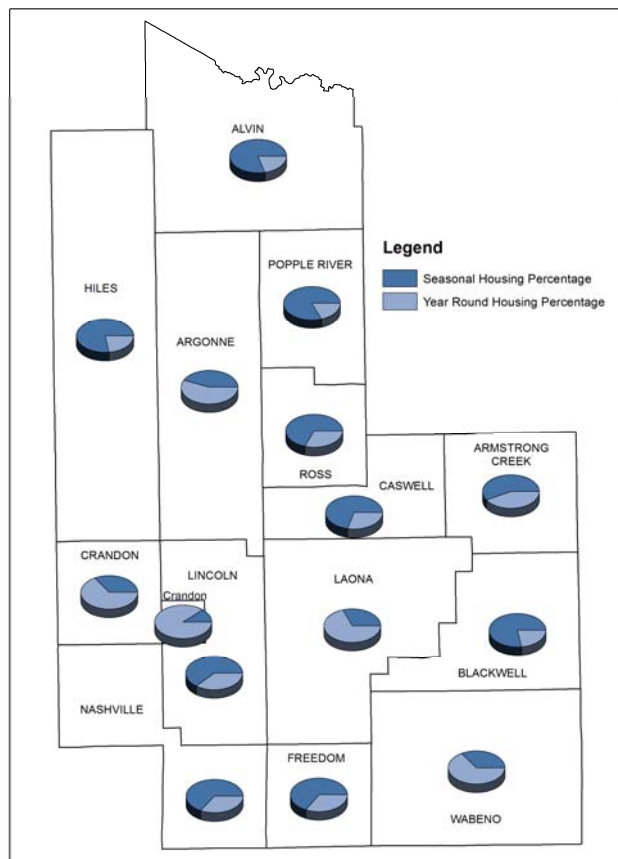 ALVIN
Legend
POPPLE RIVER
Seasonal Housing Percentage
HILES
Year Round Housing Percentage
ARGONNE
ARMSTRONG
CREEK
ROSS
CASWELL
CRANDON
LINCOLN
LAONA
Crandon
BLACKWELL
NASHVILLE
FREEDOM
WABENO